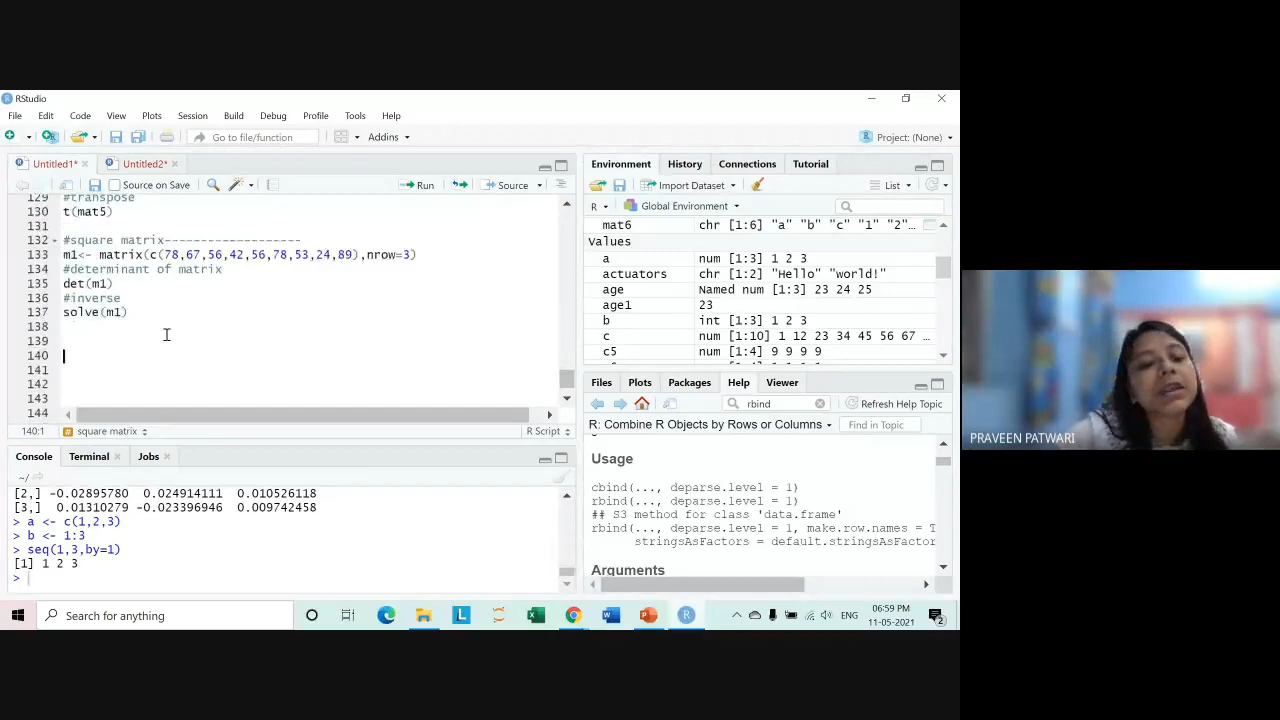 RStudio
File Edit Code View Plots Session Build Debug Profile Tools Help
Go to file/function Addins Project: (None)
Untitled1* Untitled2*
Source on Save Run Source
129 #transpose
130 t(mat5)
131
132 #square matrix-------------------
133 m1<- matrix(c(78,67,56,42,56,78,53,24,89),nrow=3)
134 #determinant of matrix
135 det(m1)
136 #inverse
137 solve(m1)
138
139
140
141
142
143
144
140:1 square matrix R Script
Console Terminal Jobs
~/
[2,] -0.02895780 0.024914111 0.010526118
[3,] 0.01310279 -0.023396946 0.009742458
> a <- c(1,2,3)
> b <- 1:3
> seq(1,3,by=1)
[1] 1 2 3
>
Environment History Connections Tutorial
Import Dataset List
R Global Environment
mat6 chr [1:6] "a" "b" "c" "1" "2"…
Values
a num [1:3] 1 2 3
actuators chr [1:2] "Hello" "world!"
age Named num [1:3] 23 24 25
age1 23
b int [1:3] 1 2 3
c num [1:10] 1 12 23 34 45 56 67 …
c5 num [1:4] 9 9 9 9
Files Plots Packages Help Viewer
rbind Refresh Help Topic
R: Combine R Objects by Rows or Columns Find in Topic
Usage
cbind(..., deparse.level = 1)
rbind(..., deparse.level = 1)
## S3 method for class 'data.frame'
rbind(..., deparse.level = 1, make.row.names = T
stringsAsFactors = default.stringsAsFactor
Arguments
PRAVEEN PATWARI
Search for anything
ENG 06:59 PM
11-05-2021
2